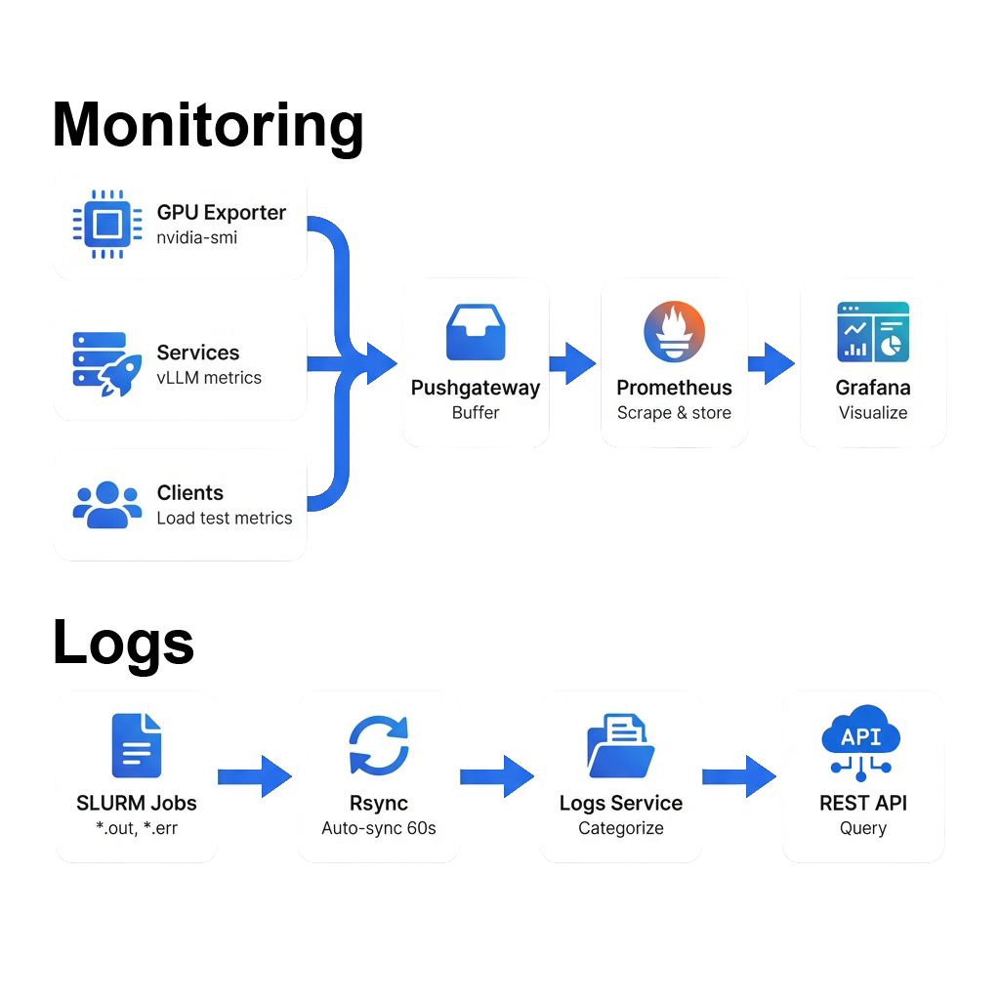 Monitoring
GPU Exporter
nvidia-smi
Services
vLLM metrics
Clients
Load test metrics
Pushgateway
Buffer
Prometheus
Scrape & store
Grafana
Visualize
Logs
SLURM Jobs
*.out, *.err
Rsync
Auto-sync 60s
Logs Service
Categorize
API
REST API
Query